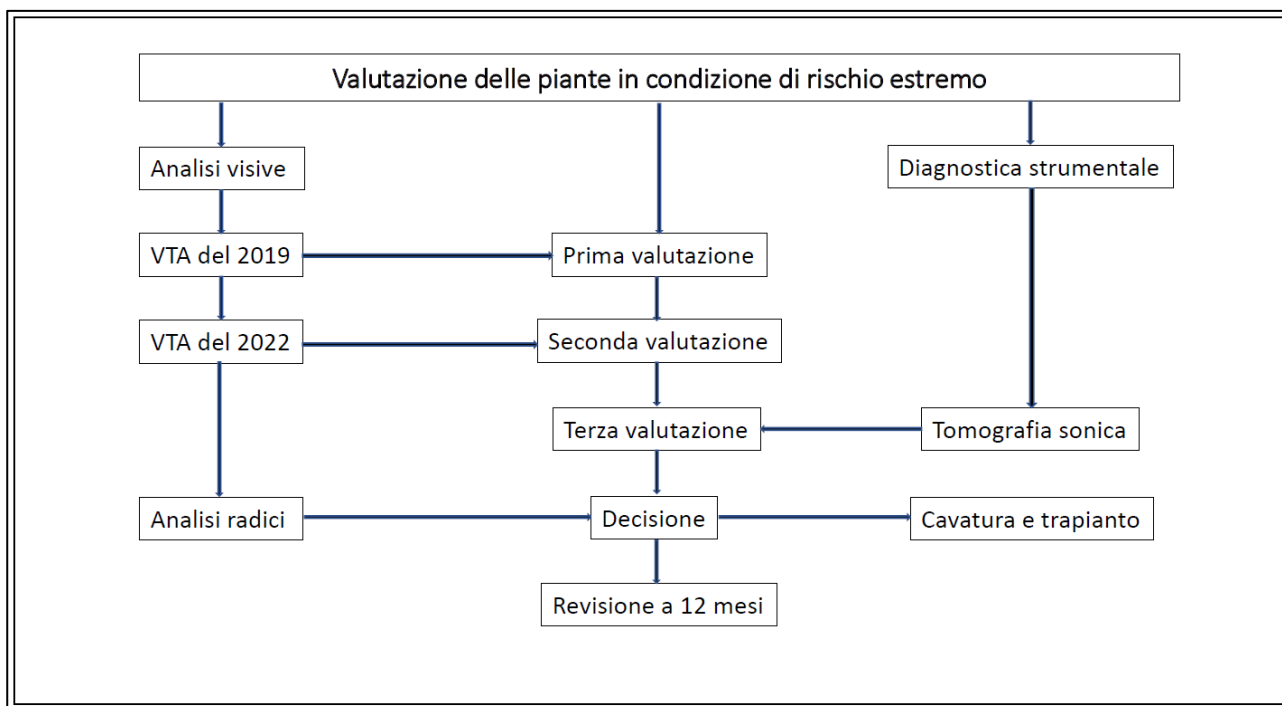 Valutazione delle piante in condizione di rischio estremo
Analisi visive
Diagnostica strumentale
VTA del 2019
Prima valutazione
VTA del 2022
Seconda valutazione
Terza valutazione
Tomografia sonica
Analisi radici
Decisione
Cavatura e trapianto
Revisione a 12 mesi